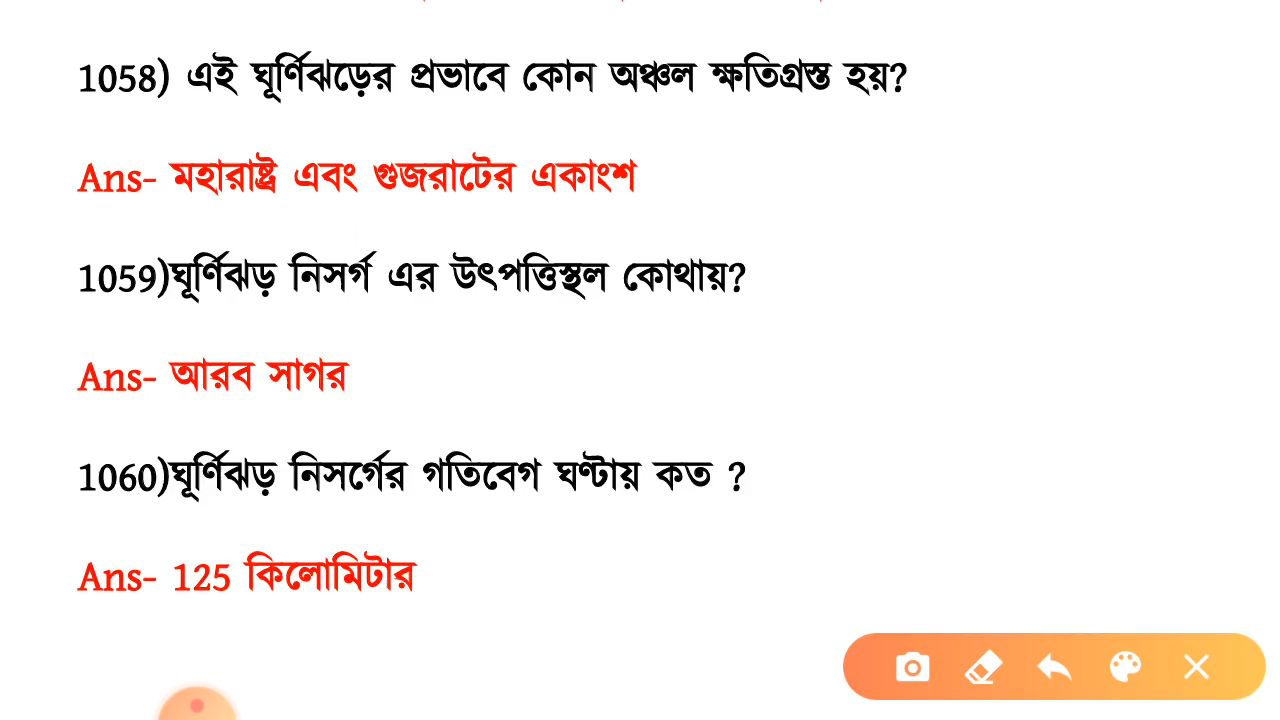 1058) এই ঘূর্ণিঝড়ের প্রভাবে কোন অঞ্চল ক্ষতিগ্রস্ত হয়?
Ans- মহারাষ্ট্র এবং গুজরাটের একাংশ
1059)ঘূর্ণিঝড় নিসর্গ এর উৎপত্তিস্থল কোথায়?
Ans- আরব সাগর
1060)ঘূর্ণিঝড় নিসর্গের গতিবেগ ঘণ্টায় কত ?
Ans- 125 কিলোমিটার